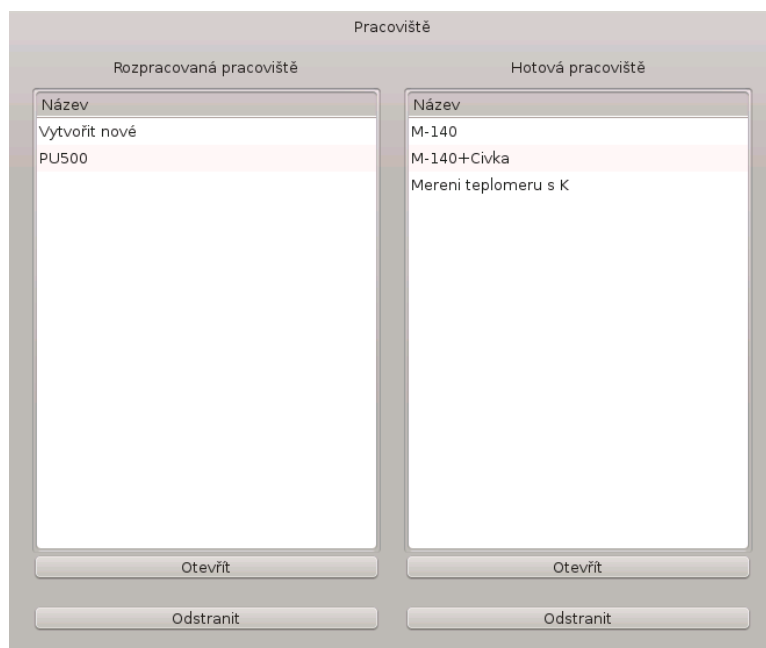 Pracoviště
Rozpracovaná pracoviště
Název
Vytvořit nové
PU500
Otevřít
Odstranit
Hotová pracoviště
Název
M-140
M-140+Civka
Mereni teplomeru s K
Otevřít
Odstranit